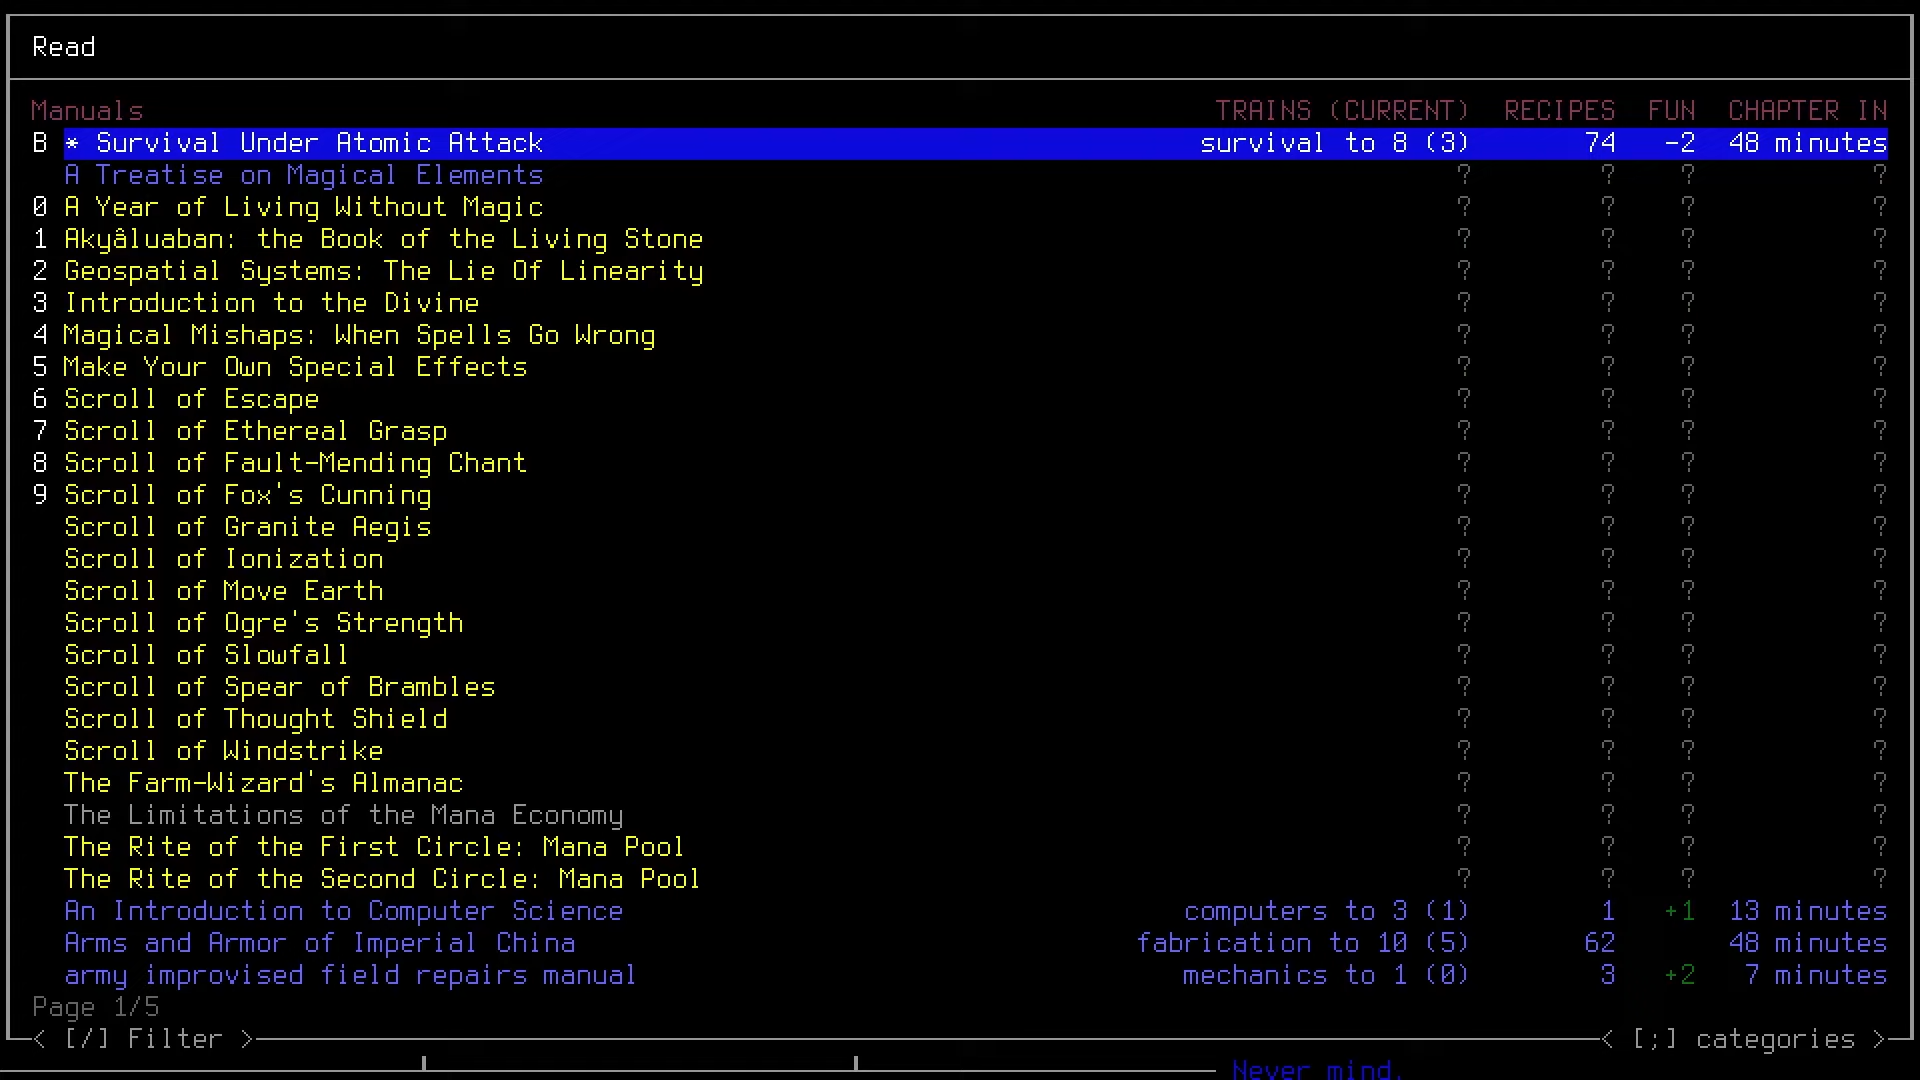 Read
Manuals TRAINS (CURRENT) RECIPES FUN CHAPTER IN
B * Survival Under Atomic Attack survival to 8 (3) 74 -2 48 minutes
A Treatise on Magical Elements ? ? ? ?
0 A Year of Living Without Magic ? ? ? ?
1 Akyâluaban: the Book of the Living Stone ? ? ? ?
2 Geospatial Systems: The Lie Of Linearity ? ? ? ?
3 Introduction to the Divine ? ? ? ?
4 Magical Mishaps: When Spells Go Wrong ? ? ? ?
5 Make Your Own Special Effects ? ? ? ?
6 Scroll of Escape ? ? ? ?
7 Scroll of Ethereal Grasp ? ? ? ?
8 Scroll of Fault-Mending Chant ? ? ? ?
9 Scroll of Fox's Cunning ? ? ? ?
Scroll of Granite Aegis ? ? ? ?
Scroll of Ionization ? ? ? ?
Scroll of Move Earth ? ? ? ?
Scroll of Ogre's Strength ? ? ? ?
Scroll of Slowfall ? ? ? ?
Scroll of Spear of Brambles ? ? ? ?
Scroll of Thought Shield ? ? ? ?
Scroll of Windstrike ? ? ? ?
The Farm-Wizard's Almanac ? ? ? ?
The Limitations of the Mana Economy ? ? ? ?
The Rite of the First Circle: Mana Pool ? ? ? ?
The Rite of the Second Circle: Mana Pool ? ? ? ?
An Introduction to Computer Science computers to 3 (1) 1 +1 13 minutes
Arms and Armor of Imperial China fabrication to 10 (5) 62 48 minutes
army improvised field repairs manual mechanics to 1 (0) 3 +2 7 minutes
Page 1/5
< [/] Filter > < [;] categories >
Never mind.